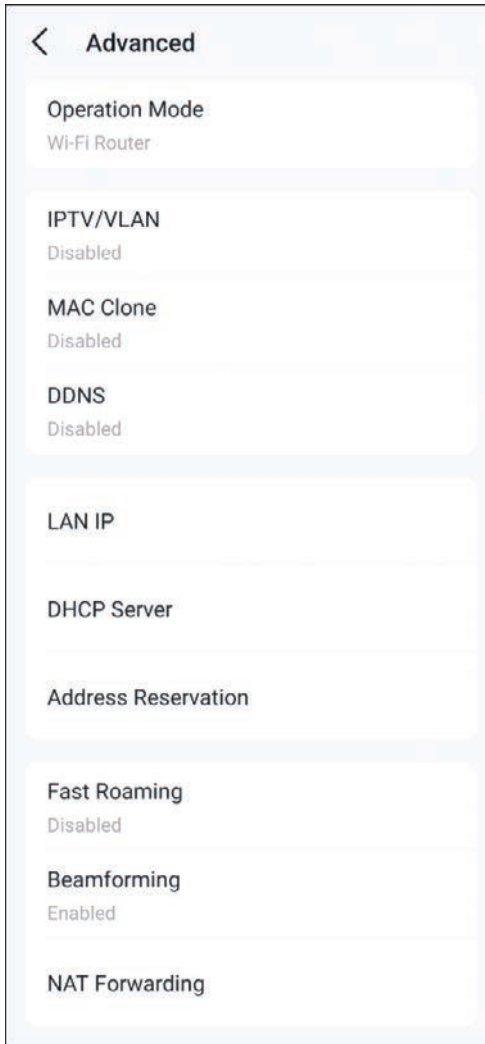 Advanced
Operation Mode
Wi-Fi Router
IPTV/VLAN
Disabled
MAC Clone
Disabled
DDNS
Disabled
LAN IP
DHCP Server
Address Reservation
Fast Roaming
Disabled
Beamforming
Enabled
NAT Forwarding